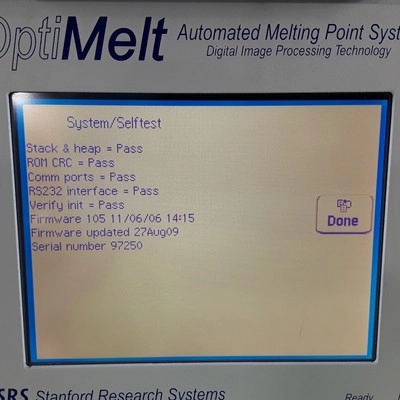 OptiMelt Automated Melting Point Syst
Digital Image Processing Technology
System/Selftest
Stack & heap = Pass
ROM CRC = Pass
Comm ports = Pass
RS232 interface = Pass
Verify init = Pass
Firmware 105 11/06/06 14:15
Firmware updated 27Aug09
Serial number 97250
Done
SRS Stanford Research Systems
Ready